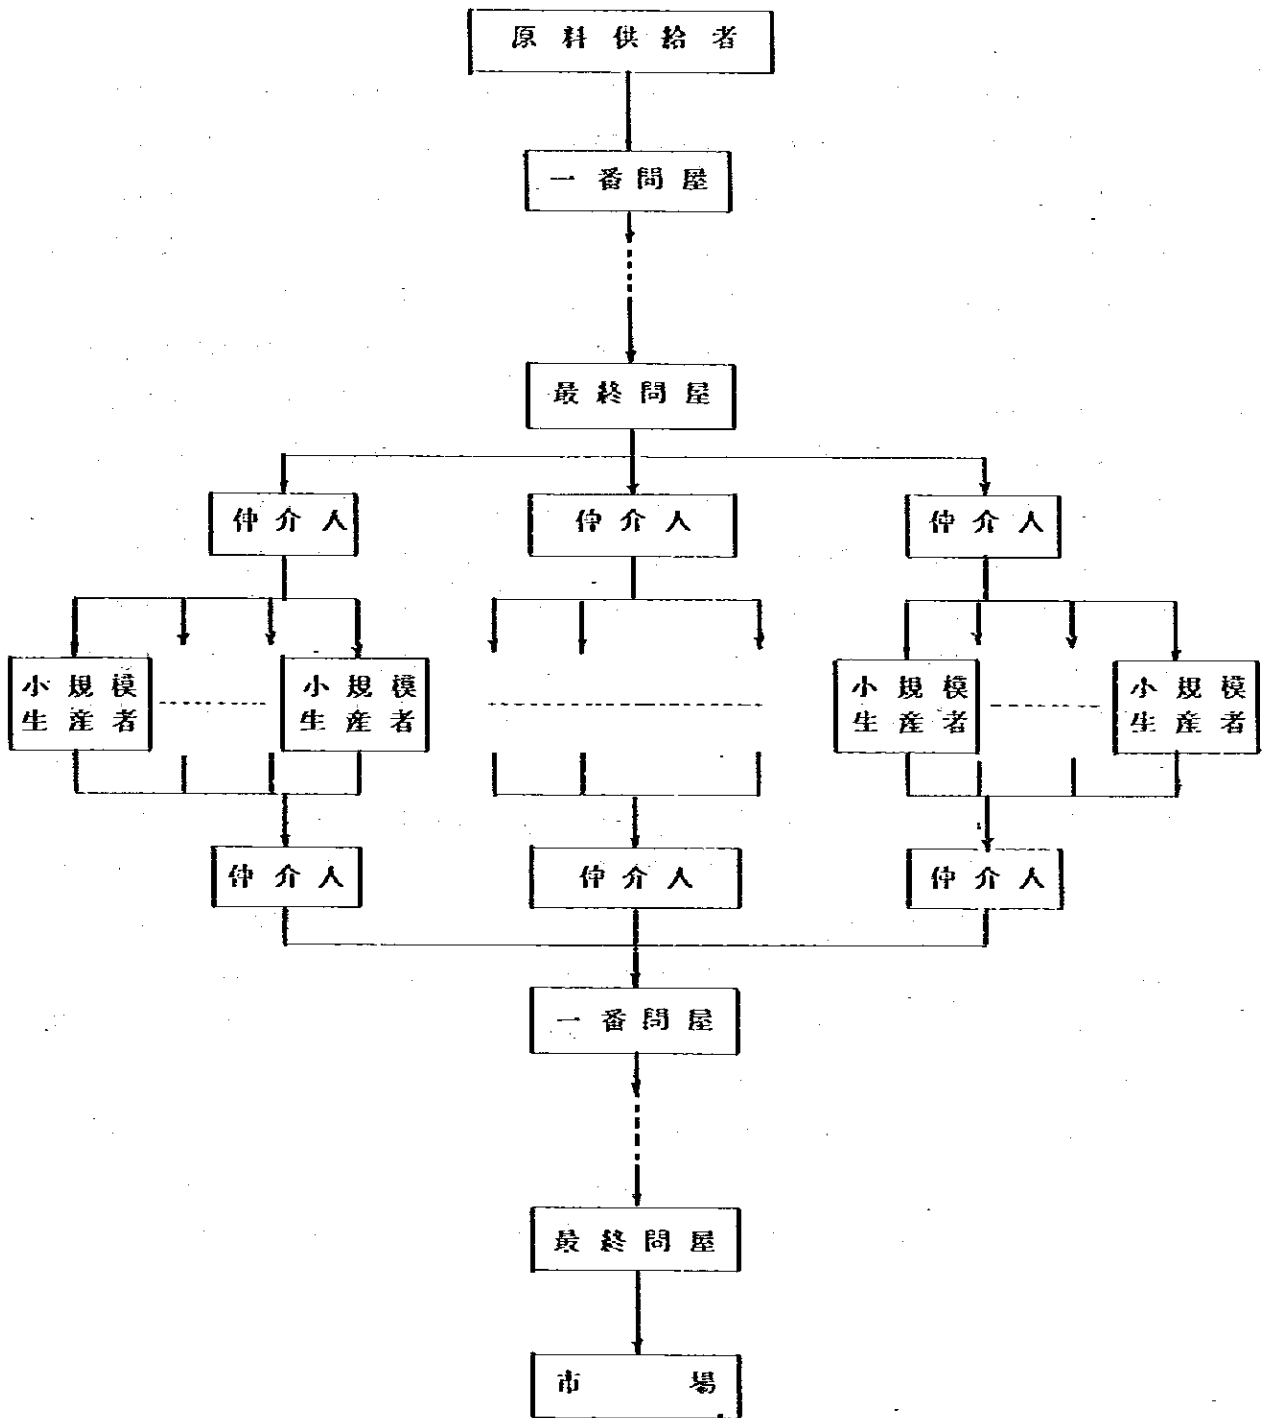 原料供給者
一番問屋
最終問屋
仲介人
仲介人
仲介人
小規模
生産者
小規模
生産者
小規模
生産者
小規模
生産者
仲介人
仲介人
仲介人
一番問屋
最終問屋
市場